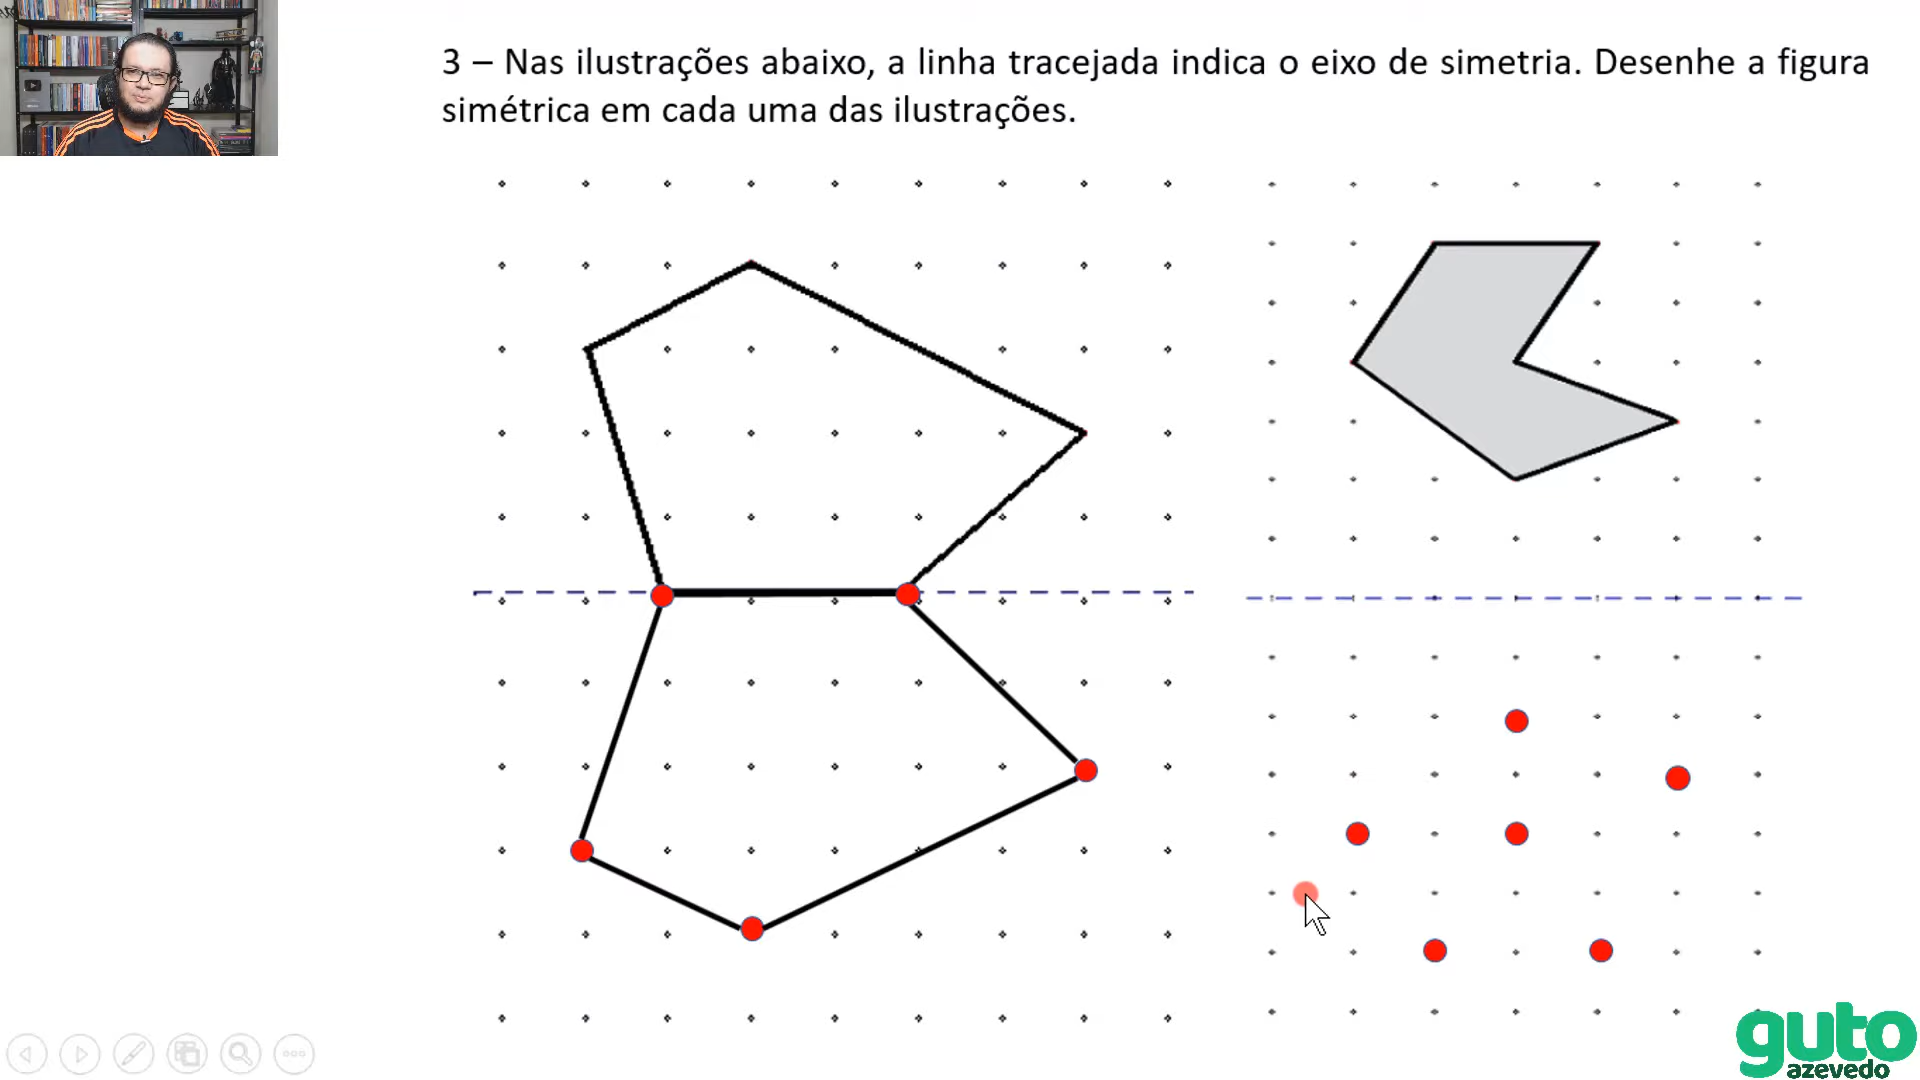 3 – Nas ilustrações abaixo, a linha tracejada indica o eixo de simetria. Desenhe a figura
simétrica em cada uma das ilustrações.
guto
azevedo